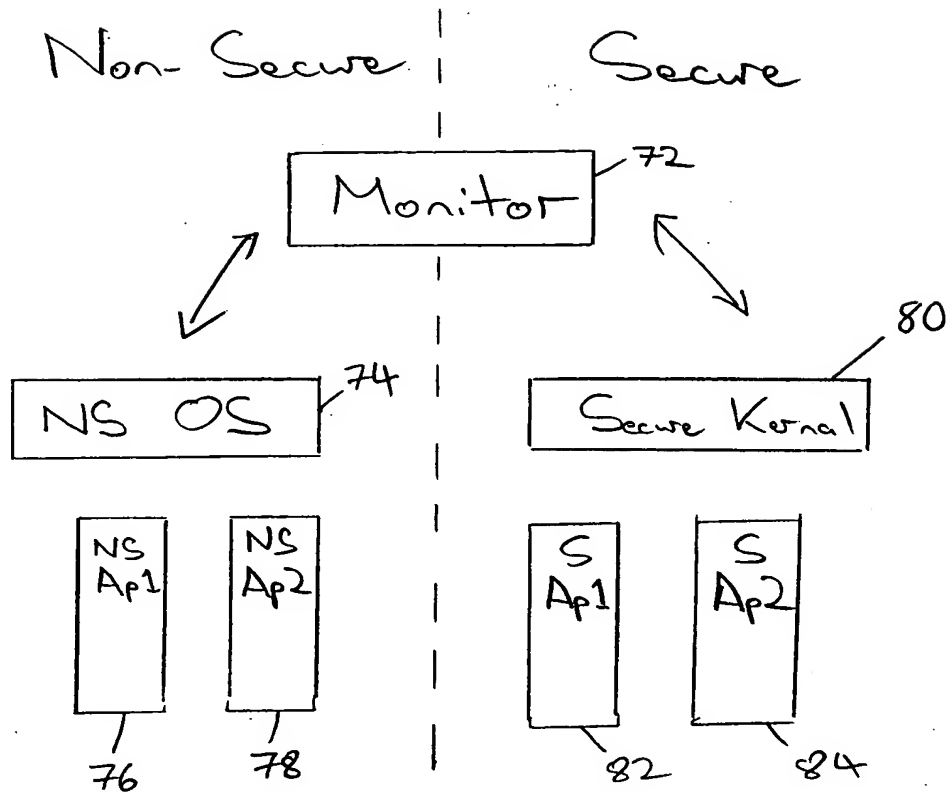 Non-Secure
Secure
Monitor
72
NS OS
74
Secure Kernal
80
NS
Ap1
NS
Ap2
S
Ap1
S
Ap2
76
78
82
84